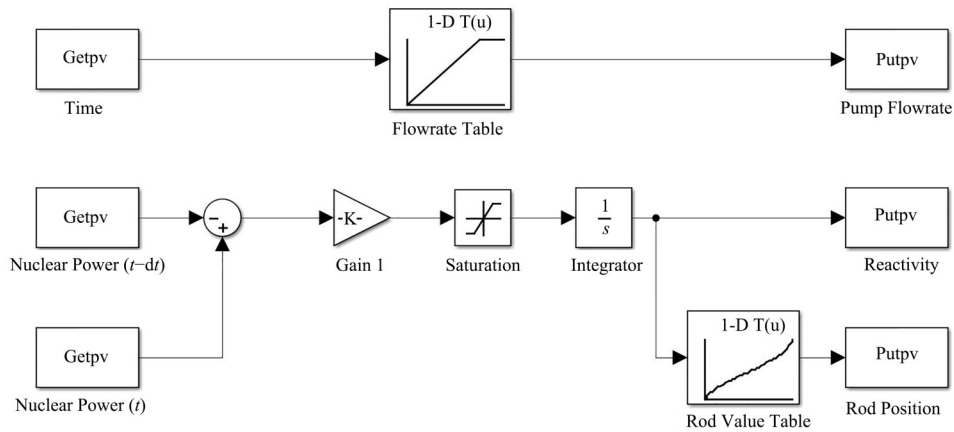 1-D T(u)
Getpv
Putpv
Time
Flowrate Table
Pump Flowrate
Getpv
−
+
-K-
1
s
Putpv
Nuclear Power (t−dt)
Gain 1
Saturation
Integrator
Reactivity
1-D T(u)
Getpv
Putpv
Nuclear Power (t)
Rod Value Table
Rod Position